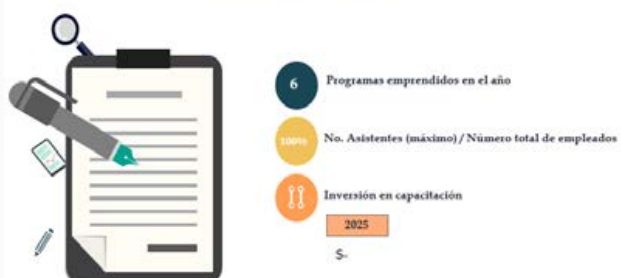 6
Programas emprendidos en el año
100%
No. Asistentes (máximo) / Número total de empleados
Inversión en capacitación
2025
$-